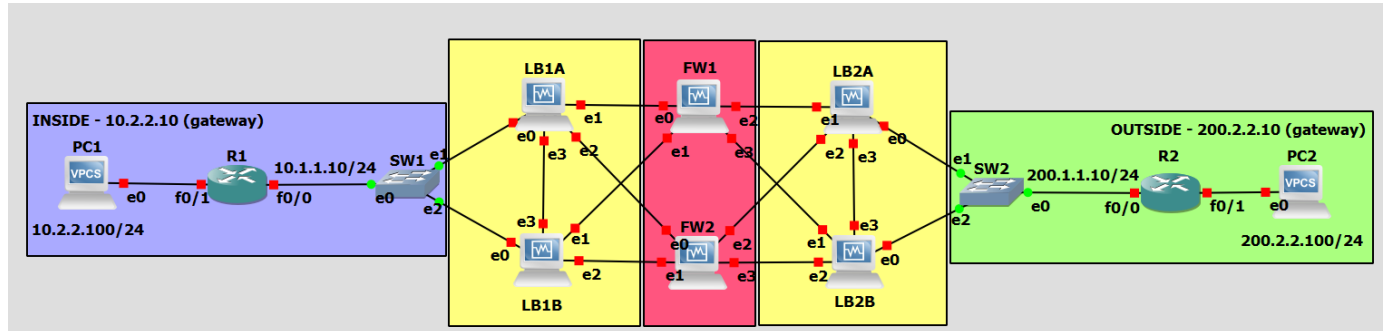 INSIDE - 10.2.2.10 (gateway)
PC1
VPCS
e0
10.2.2.100/24
R1
f0/1
f0/0
10.1.1.10/24
SW1
e0
e1
e2
LB1A
e0
e1
e2
e3
LB1B
e0
e1
e2
e3
FW1
e0
e1
e2
e3
FW2
e0
e1
e2
e3
LB2A
e1
e2
e3
e0
LB2B
e1
e2
e3
e0
OUTSIDE - 200.2.2.10 (gateway)
SW2
e1
e2
e0
200.1.1.10/24
R2
f0/0
f0/1
PC2
VPCS
e0
200.2.2.100/24